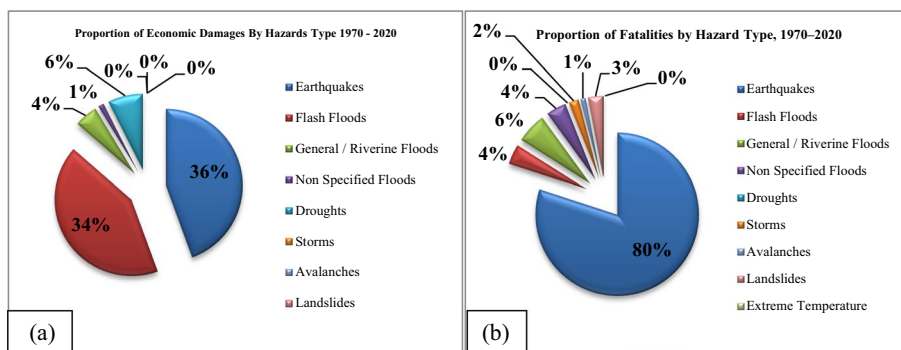 Proportion of Economic Damages By Hazards Type 1970 - 2020
36%
34%
4%
1%
6%
0%
0%
0%
Earthquakes
Flash Floods
General / Riverine Floods
Non Specified Floods
Droughts
Storms
Avalanches
Landslides
(a)
Proportion of Fatalities by Hazard Type, 1970–2020
80%
4%
6%
4%
0%
2%
1%
3%
0%
Earthquakes
Flash Floods
General / Riverine Floods
Non Specified Floods
Droughts
Storms
Avalanches
Landslides
Extreme Temperature
(b)